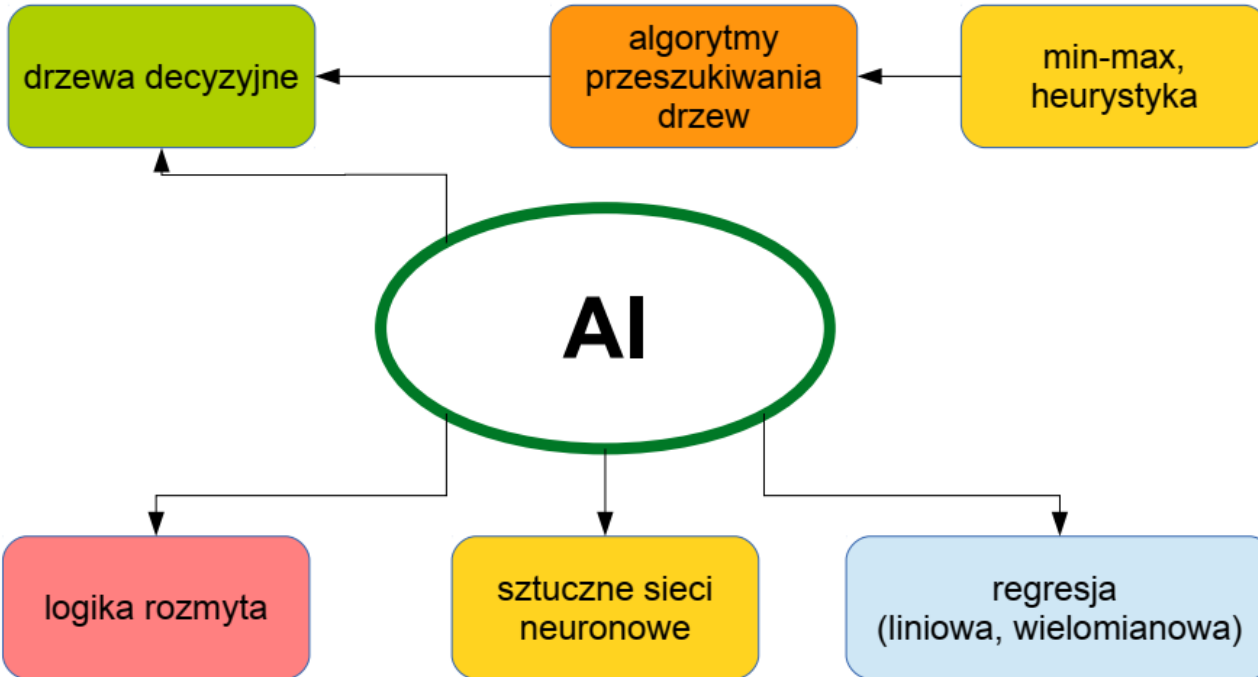 drzewa decyzyjne
algorytmy
przeszukiwania
drzew
min-max,
heurystyka
AI
logika rozmyta
sztuczne sieci
neuronowe
regresja
(liniowa, wielomianowa)